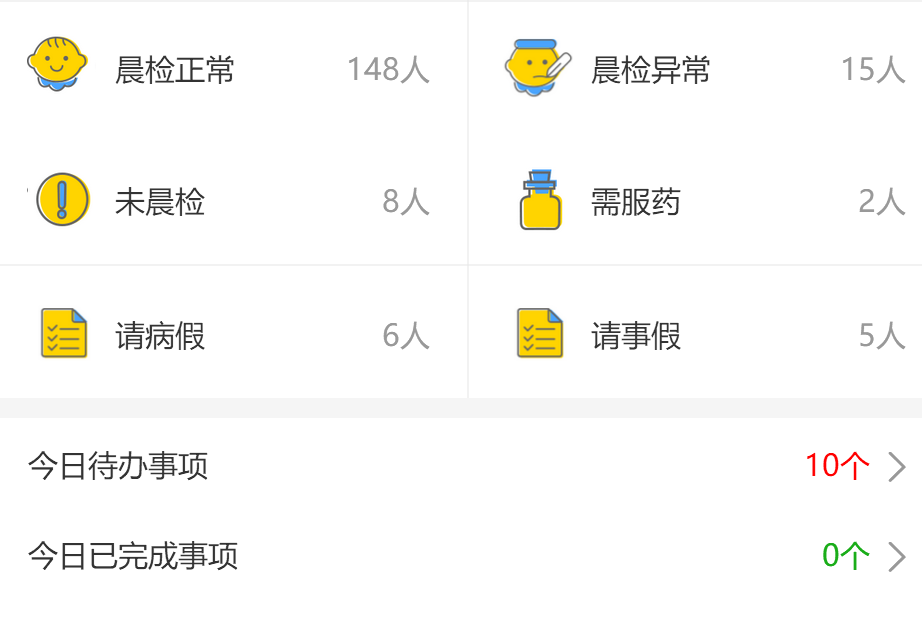 晨检正常 148人 晨检异常 15人
未晨检 8人 需服药 2人
请病假 6人 请事假 5人
今日待办事项 10个
今日已完成事项 0个